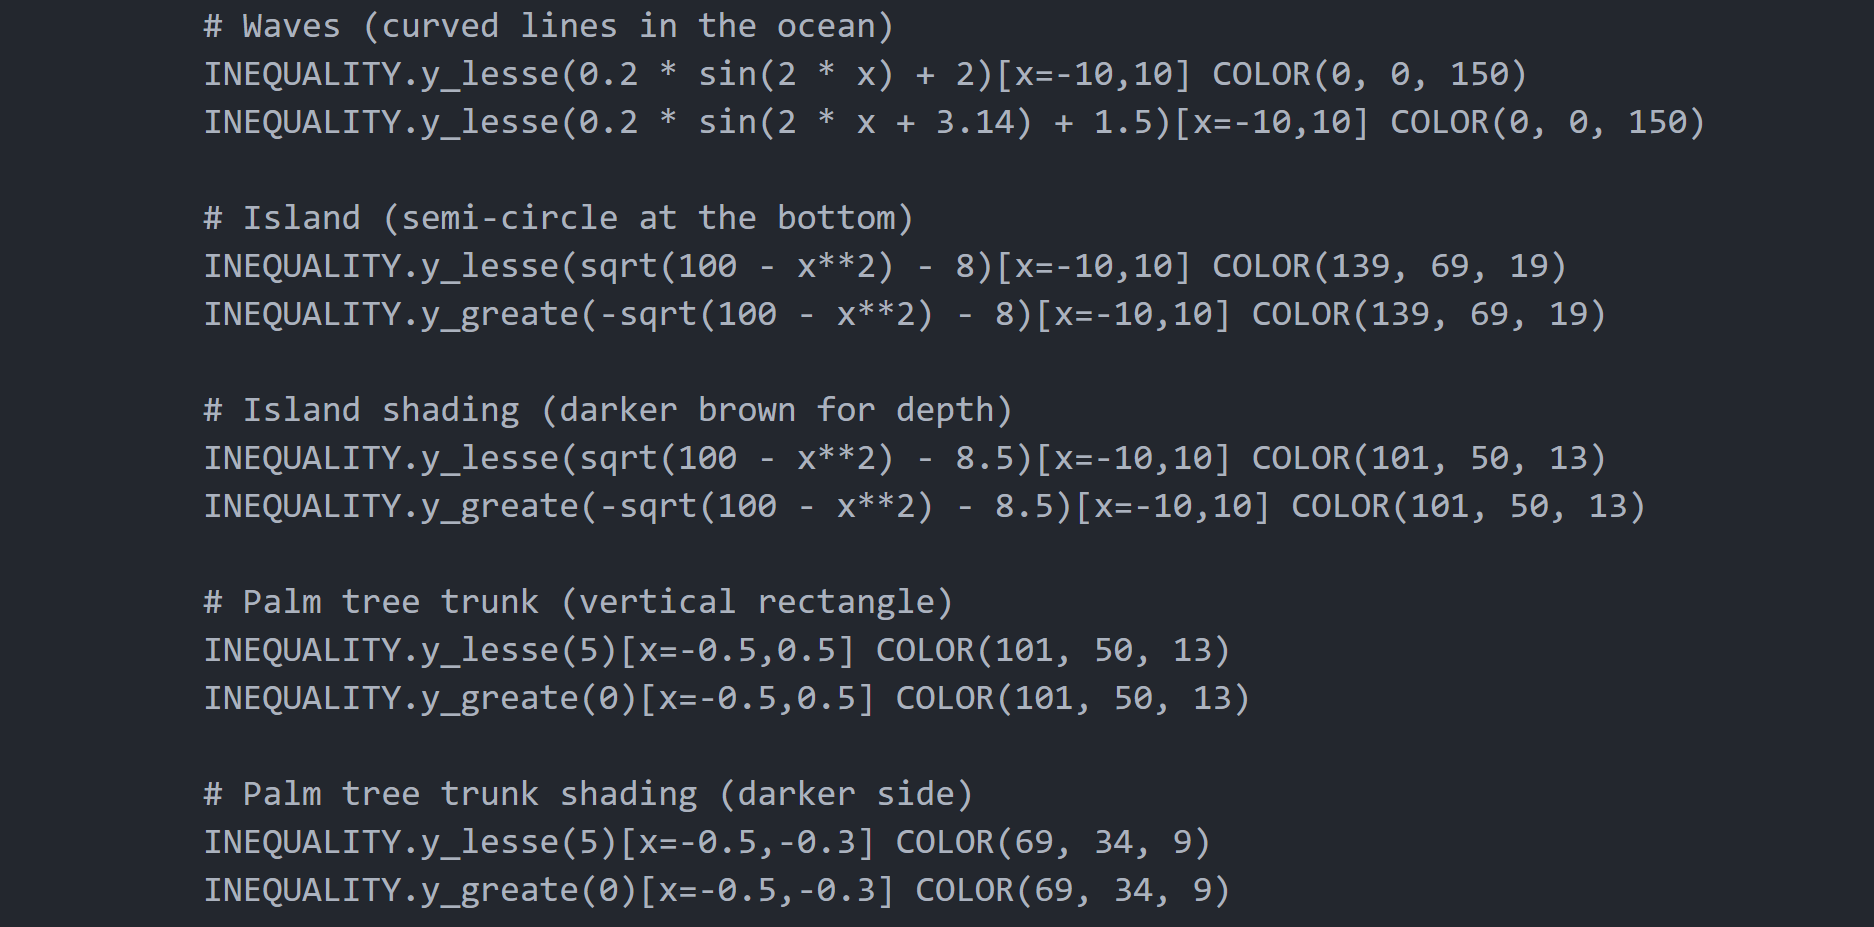 # Waves (curved lines in the ocean)
INEQUALITY.y_lesse(0.2 * sin(2 * x) + 2)[x=-10,10] COLOR(0, 0, 150)
INEQUALITY.y_lesse(0.2 * sin(2 * x + 3.14) + 1.5)[x=-10,10] COLOR(0, 0, 150)
# Island (semi-circle at the bottom)
INEQUALITY.y_lesse(sqrt(100 - x**2) - 8)[x=-10,10] COLOR(139, 69, 19)
INEQUALITY.y_greate(-sqrt(100 - x**2) - 8)[x=-10,10] COLOR(139, 69, 19)
# Island shading (darker brown for depth)
INEQUALITY.y_lesse(sqrt(100 - x**2) - 8.5)[x=-10,10] COLOR(101, 50, 13)
INEQUALITY.y_greate(-sqrt(100 - x**2) - 8.5)[x=-10,10] COLOR(101, 50, 13)
# Palm tree trunk (vertical rectangle)
INEQUALITY.y_lesse(5)[x=-0.5,0.5] COLOR(101, 50, 13)
INEQUALITY.y_greate(0)[x=-0.5,0.5] COLOR(101, 50, 13)
# Palm tree trunk shading (darker side)
INEQUALITY.y_lesse(5)[x=-0.5,-0.3] COLOR(69, 34, 9)
INEQUALITY.y_greate(0)[x=-0.5,-0.3] COLOR(69, 34, 9)